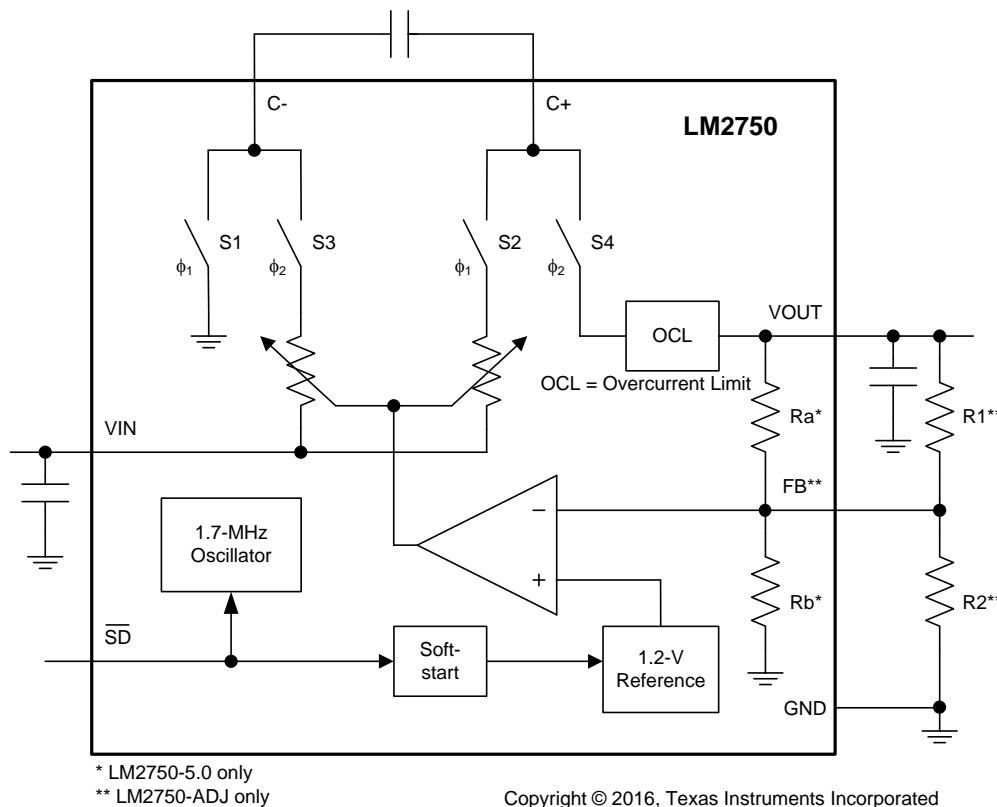 C-
C+
LM2750
S1
S3
S2
S4
ϕ1
ϕ2
ϕ1
ϕ2
OCL
VOUT
OCL = Overcurrent Limit
Ra*
R1**
VIN
FB**
1.7-MHz
Oscillator
−
+
Rb*
R2**
SD
Soft-
start
1.2-V
Reference
GND
* LM2750-5.0 only
** LM2750-ADJ only
Copyright © 2016, Texas Instruments Incorporated